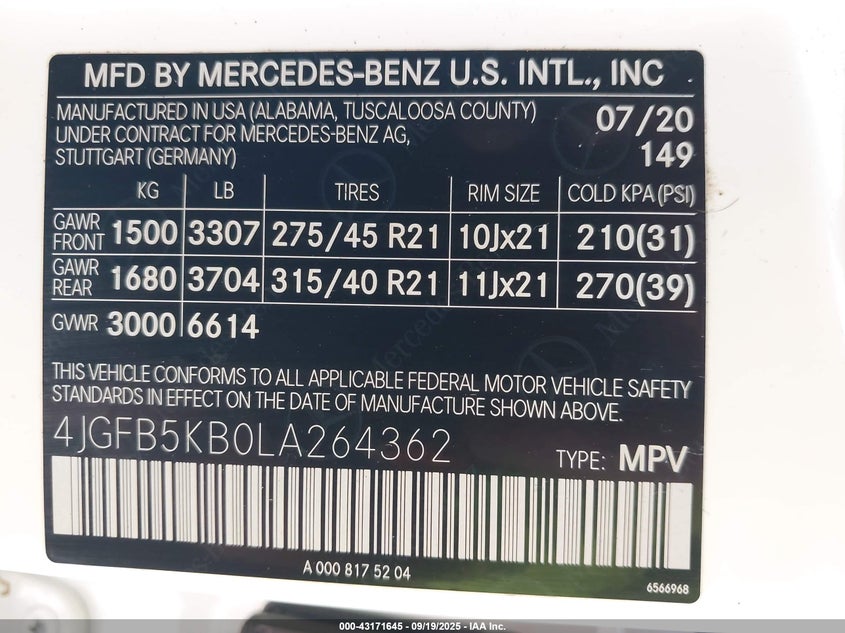 MFD BY MERCEDES-BENZ U.S. INTL., INC
MANUFACTURED IN USA (ALABAMA, TUSCALOOSA COUNTY)
UNDER CONTRACT FOR MERCEDES-BENZ AG,
STUTTGART (GERMANY)
07/20
149
KG LB TIRES RIM SIZE COLD KPA (PSI)
GAWR FRONT 1500 3307 275/45 R21 10Jx21 210(31)
GAWR REAR 1680 3704 315/40 R21 11Jx21 270(39)
GVWR 3000 6614
THIS VEHICLE CONFORMS TO ALL APPLICABLE FEDERAL MOTOR VEHICLE SAFETY
STANDARDS IN EFFECT ON THE DATE OF MANUFACTURE SHOWN ABOVE.
4JGFB5KB0LA264362
TYPE: MPV
A 000 817 52 04
6566968
000-43171645 - 09/19/2025 - IAA Inc.